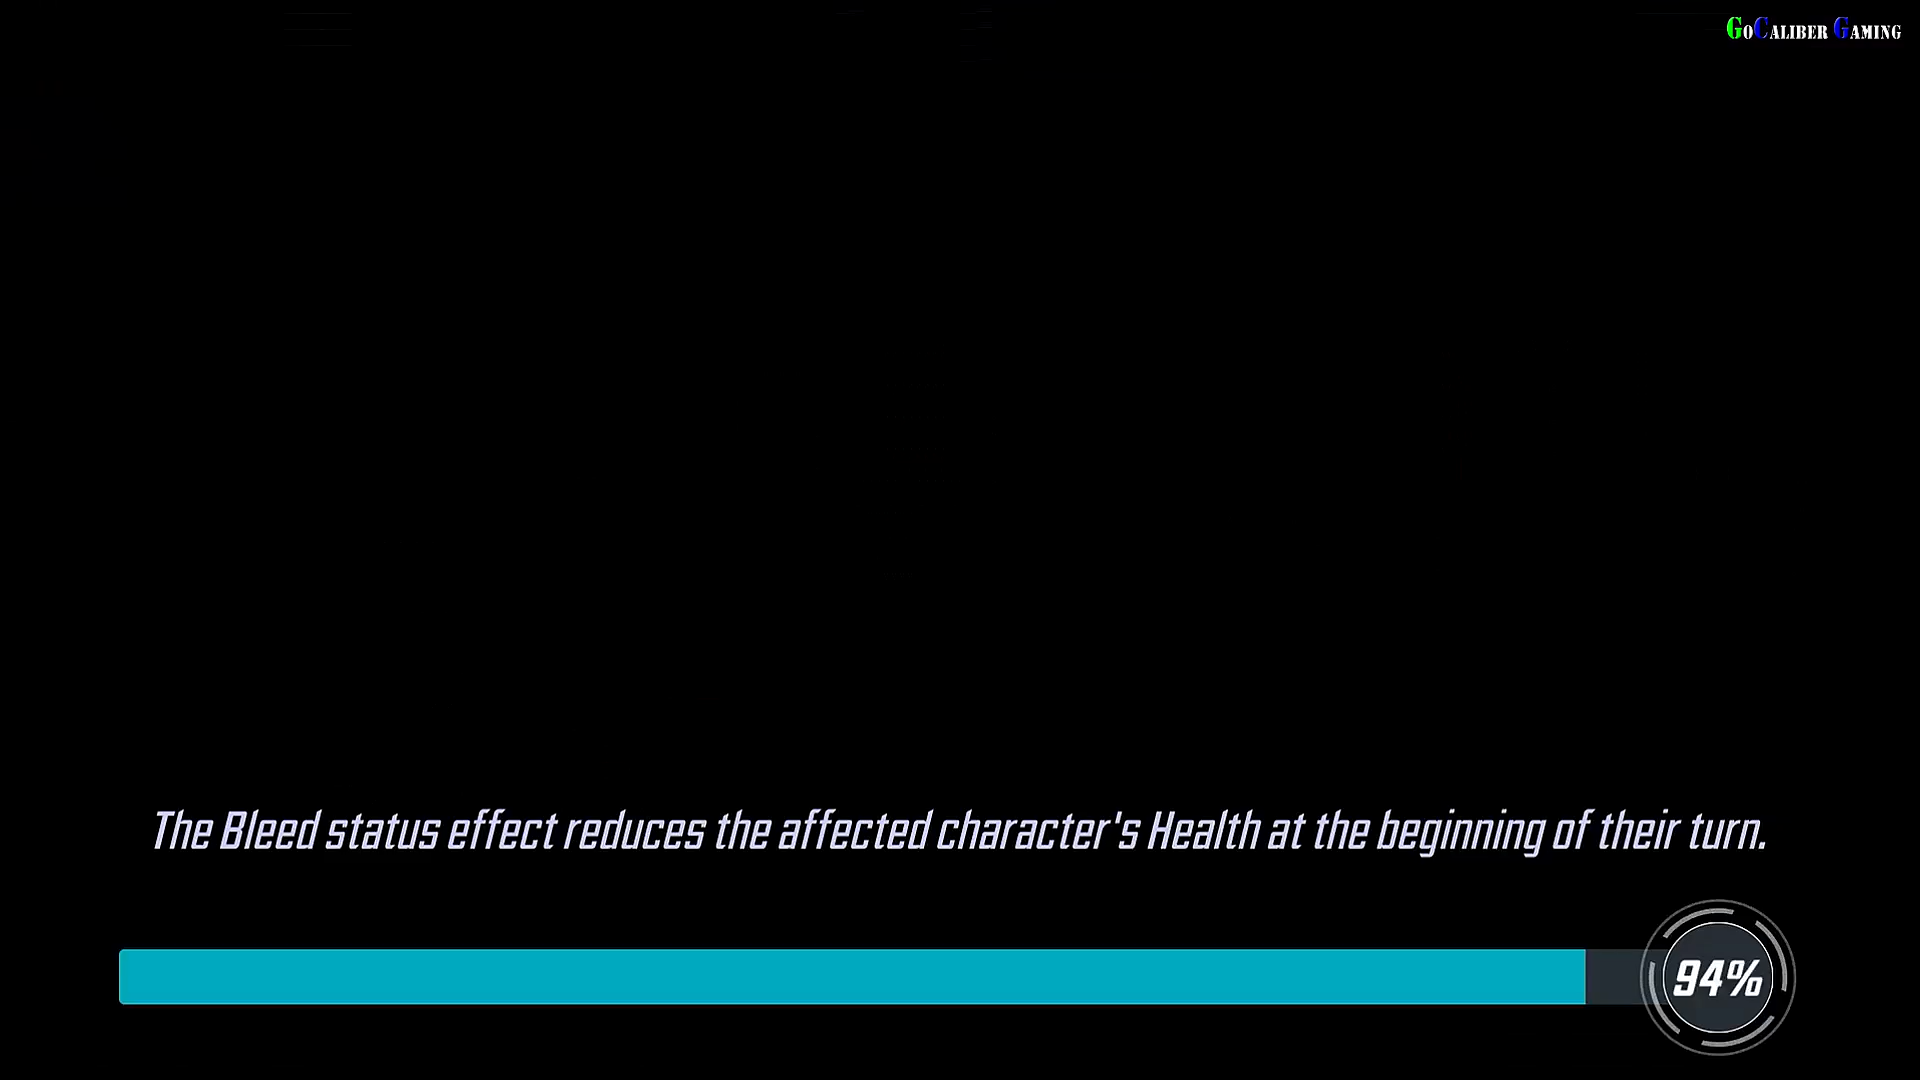 GoCaliber Gaming
The Bleed status effect reduces the affected character's Health at the beginning of their turn.
94%